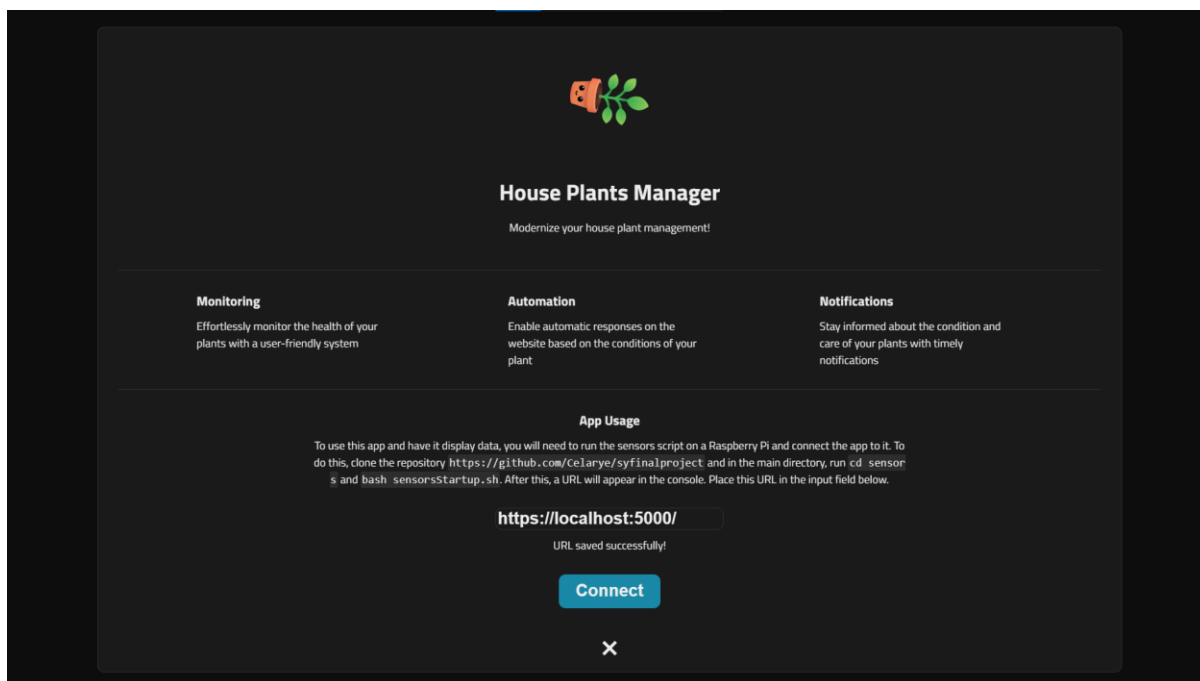 House Plants Manager
Modernize your house plant management!
Monitoring
Effortlessly monitor the health of your
plants with a user-friendly system
Automation
Enable automatic responses on the
website based on the conditions of your
plant
Notifications
Stay informed about the condition and
care of your plants with timely
notifications
App Usage
To use this app and have it display data, you will need to run the sensors script on a Raspberry Pi and connect the app to it. To
do this, clone the repository https://github.com/Celarye/syfinalproject and in the main directory, run cd sensor
s and bash sensorsStartup.sh. After this, a URL will appear in the console. Place this URL in the input field below.
https://localhost:5000/
URL saved successfully!
Connect